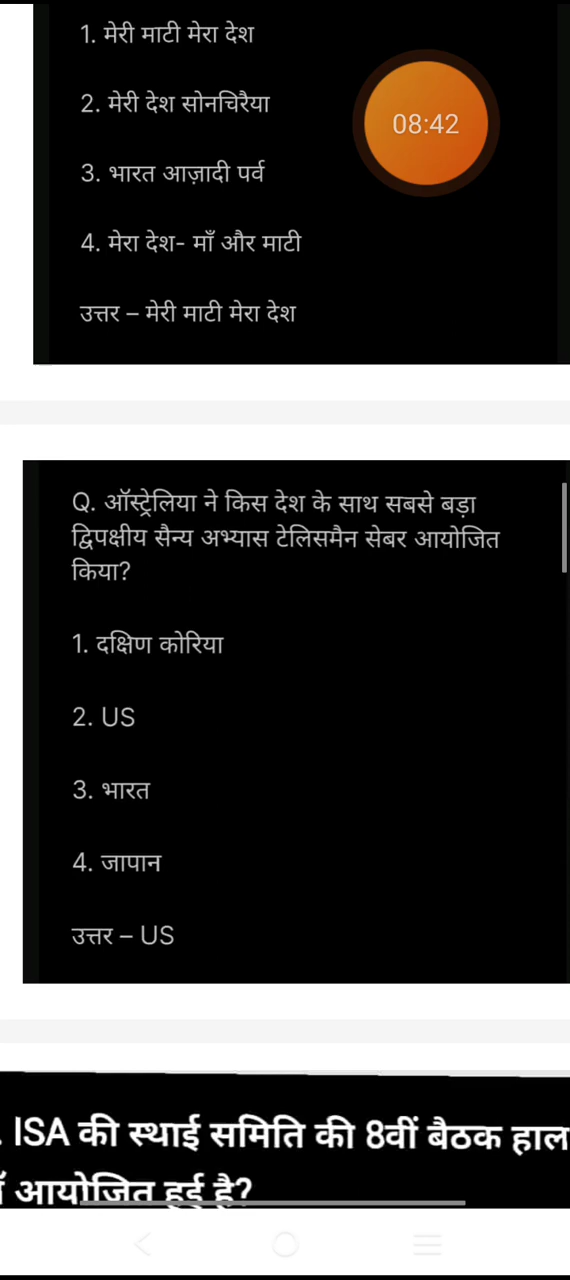 1. मेरी माटी मेरा देश
2. मेरी देश सोनचिरैया
08:42
3. भारत आज़ादी पर्व
4. मेरा देश- माँ और माटी
उत्तर – मेरी माटी मेरा देश
Q. ऑस्ट्रेलिया ने किस देश के साथ सबसे बड़ा
द्विपक्षीय सैन्य अभ्यास टेलिसमैन सेबर आयोजित
किया?
1. दक्षिण कोरिया
2. US
3. भारत
4. जापान
उत्तर – US
. ISA की स्थाई समिति की 8वीं बैठक हाल
आयोजित हुई है?